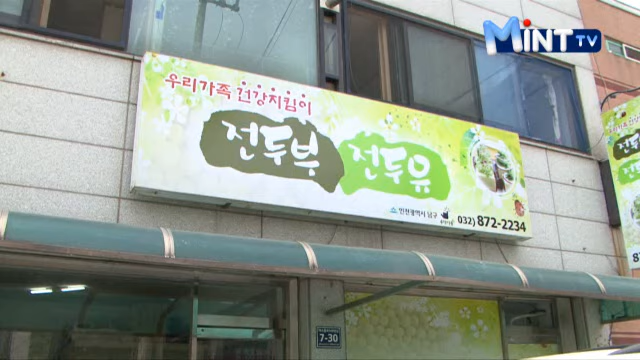 MINT TV
우리가족 건강지킴이
전두부 전두유
인천광역시 남구
032) 872-2234
7-30